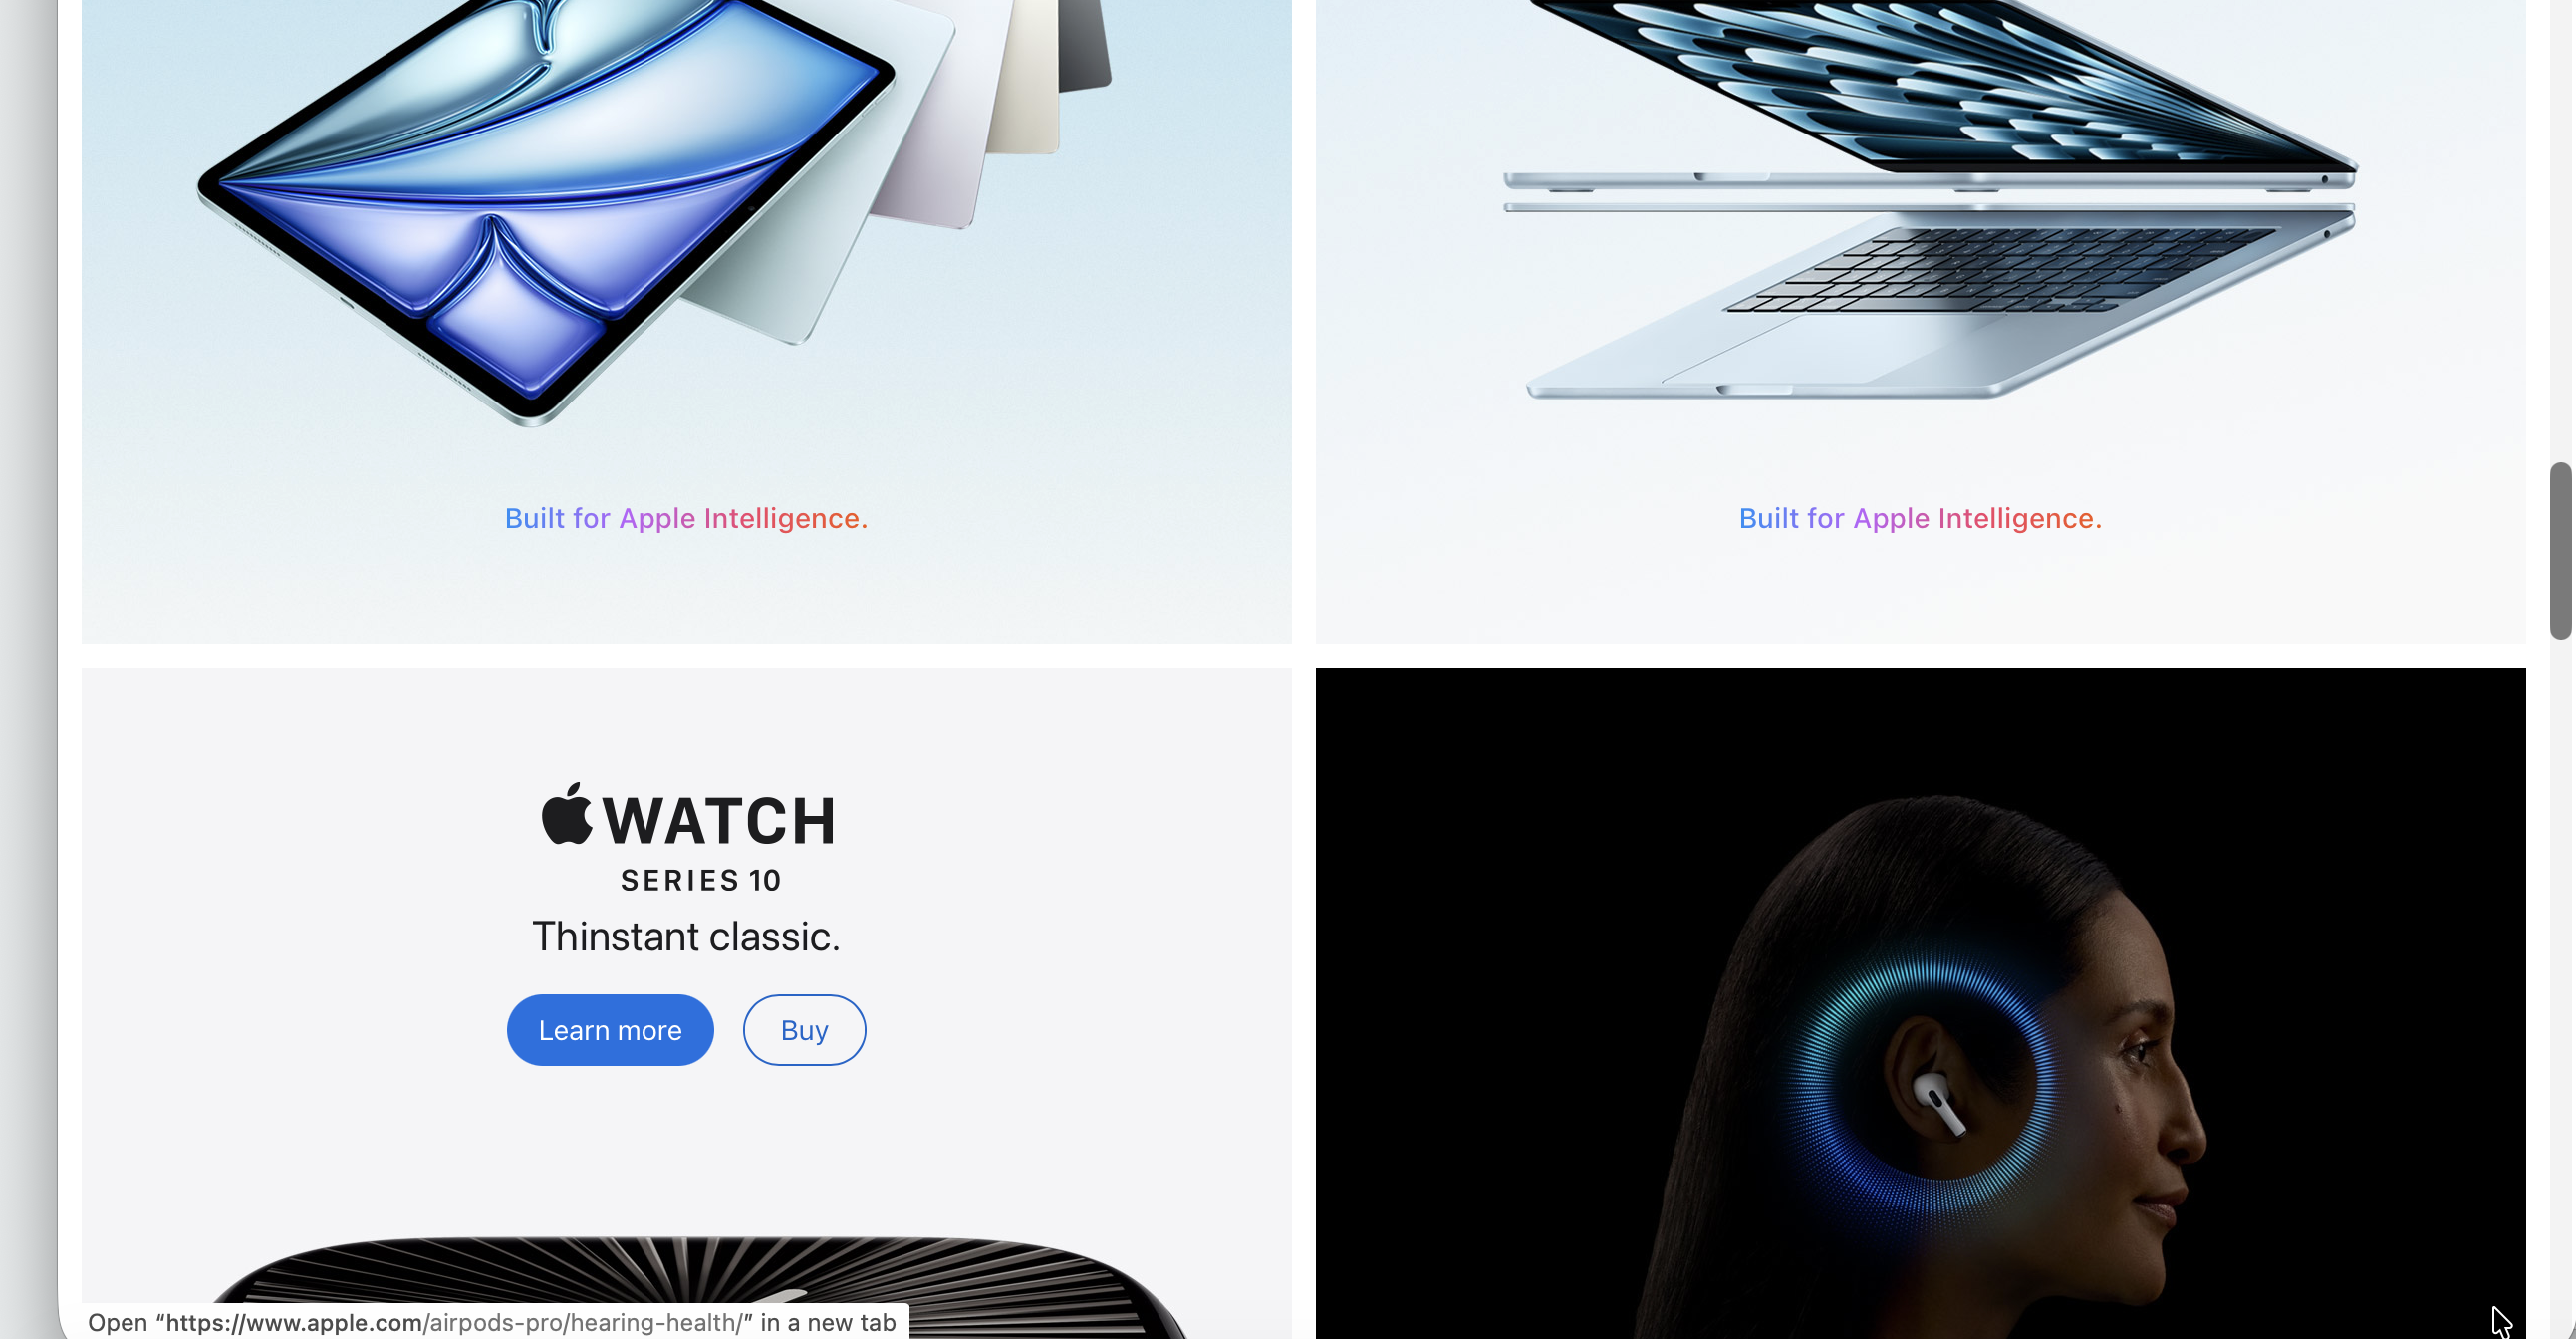 Built for Apple Intelligence.
Built for Apple Intelligence.
WATCH
SERIES 10
Thinstant classic.
Learn more
Buy
Open “https://www.apple.com/airpods-pro/hearing-health/” in a new tab